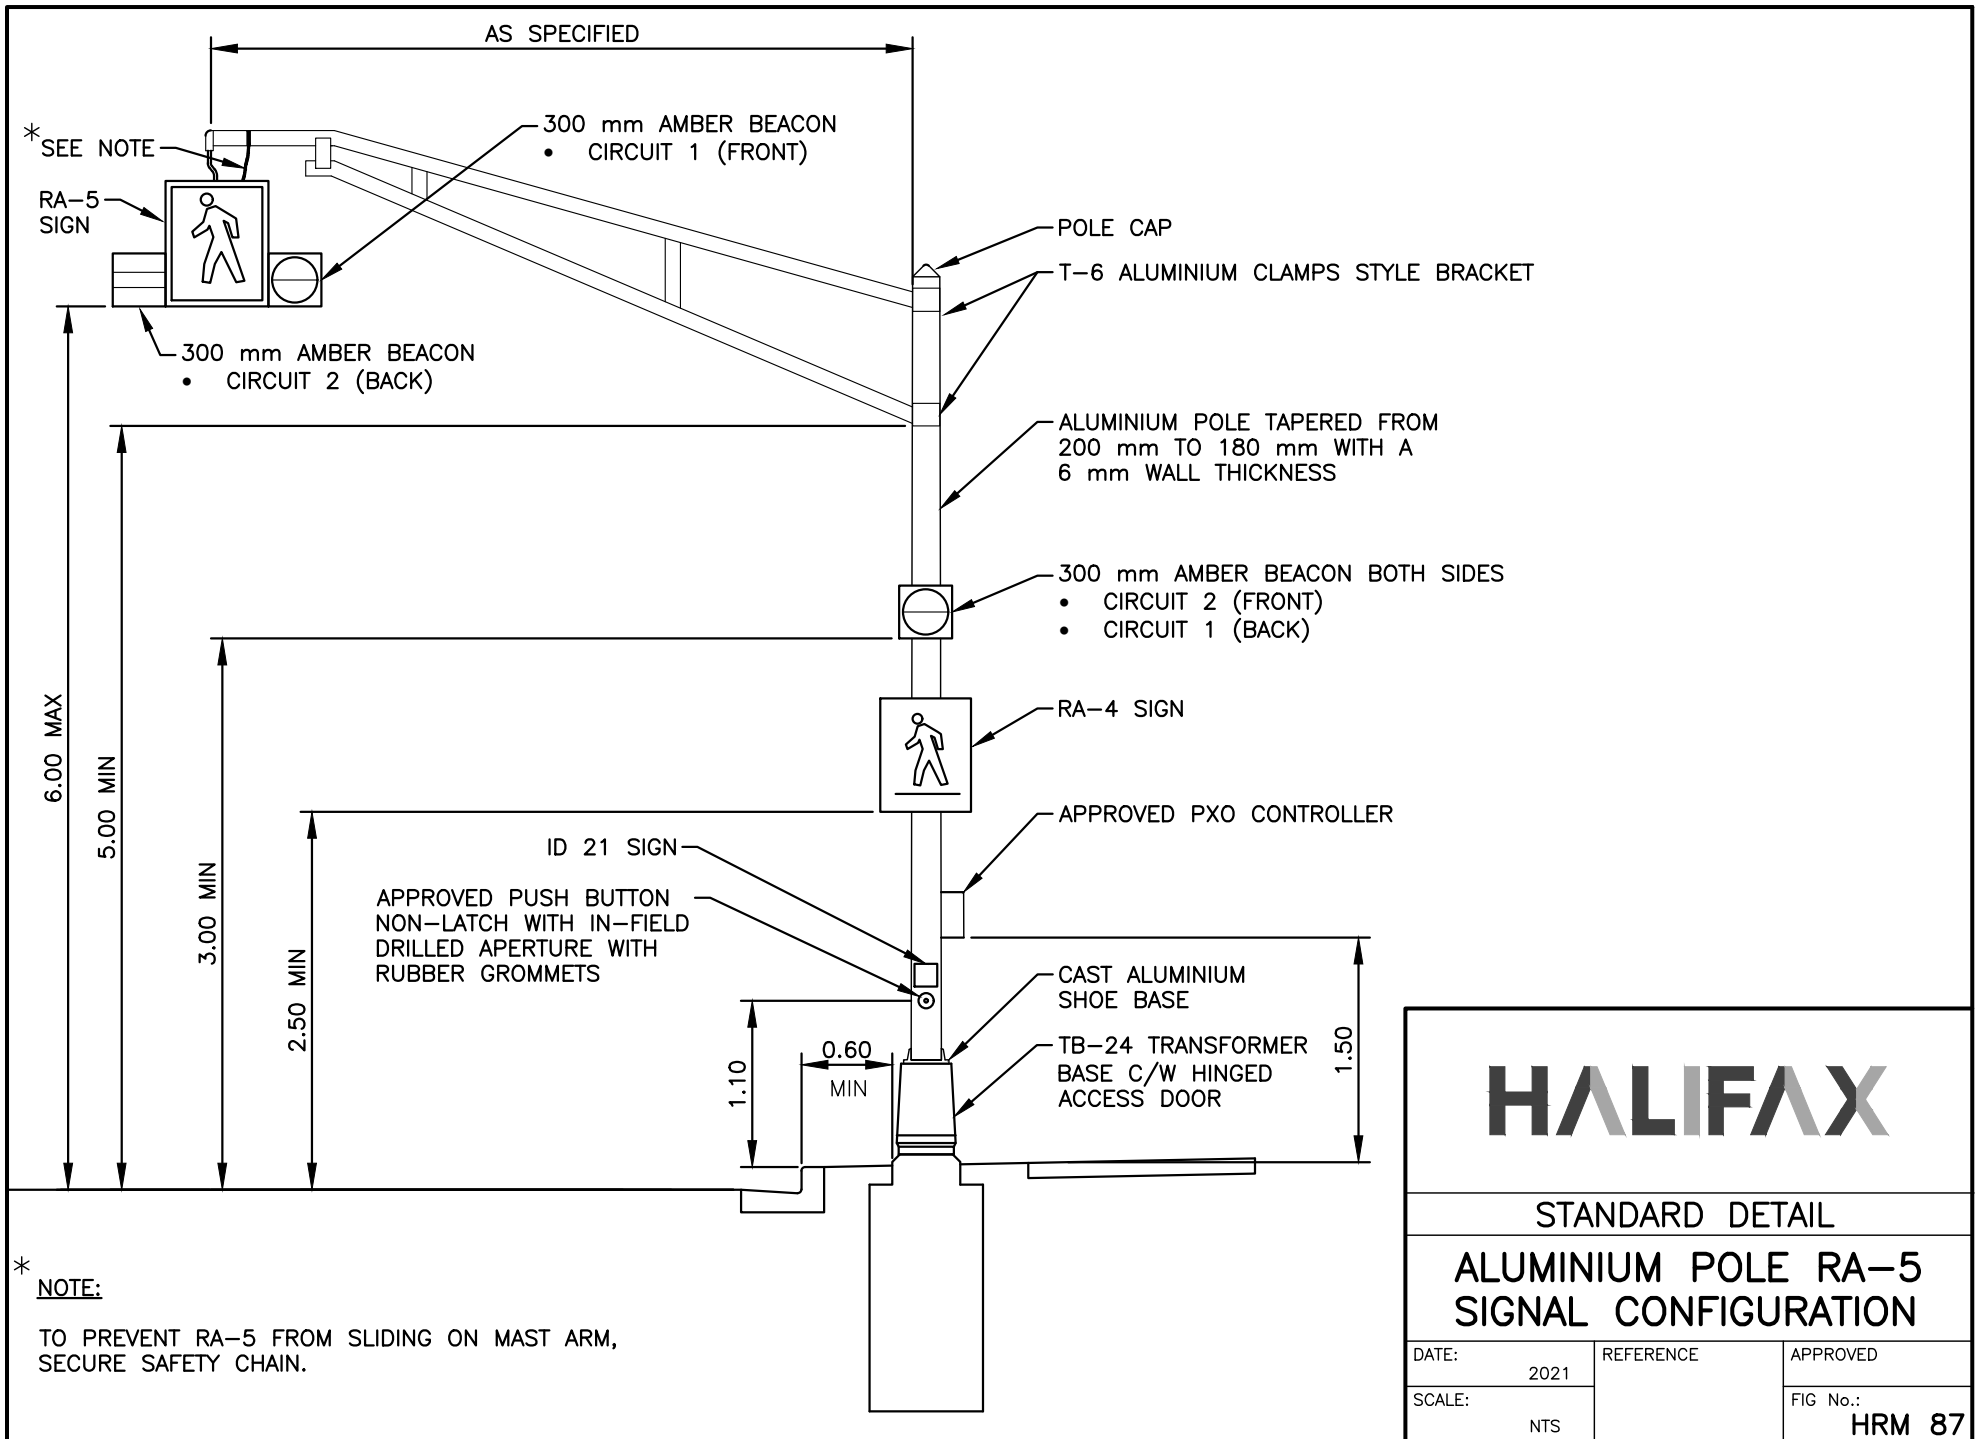 AS SPECIFIED
*
SEE NOTE
300 mm AMBER BEACON
• CIRCUIT 1 (FRONT)
RA-5
SIGN
POLE CAP
T-6 ALUMINIUM CLAMPS STYLE BRACKET
300 mm AMBER BEACON
• CIRCUIT 2 (BACK)
ALUMINIUM POLE TAPERED FROM
200 mm TO 180 mm WITH A
6 mm WALL THICKNESS
300 mm AMBER BEACON BOTH SIDES
• CIRCUIT 2 (FRONT)
• CIRCUIT 1 (BACK)
RA-4 SIGN
6.00 MAX
5.00 MIN
3.00 MIN
2.50 MIN
APPROVED PXO CONTROLLER
ID 21 SIGN
APPROVED PUSH BUTTON
NON-LATCH WITH IN-FIELD
DRILLED APERTURE WITH
RUBBER GROMMETS
CAST ALUMINIUM
SHOE BASE
TB-24 TRANSFORMER
BASE C/W HINGED
ACCESS DOOR
1.10
0.60
MIN
1.50
*
NOTE:
TO PREVENT RA-5 FROM SLIDING ON MAST ARM,
SECURE SAFETY CHAIN.
HALIFAX
STANDARD DETAIL
ALUMINIUM POLE RA-5
SIGNAL CONFIGURATION
DATE:
2021
REFERENCE
APPROVED
SCALE:
NTS
FIG No.:
HRM 87